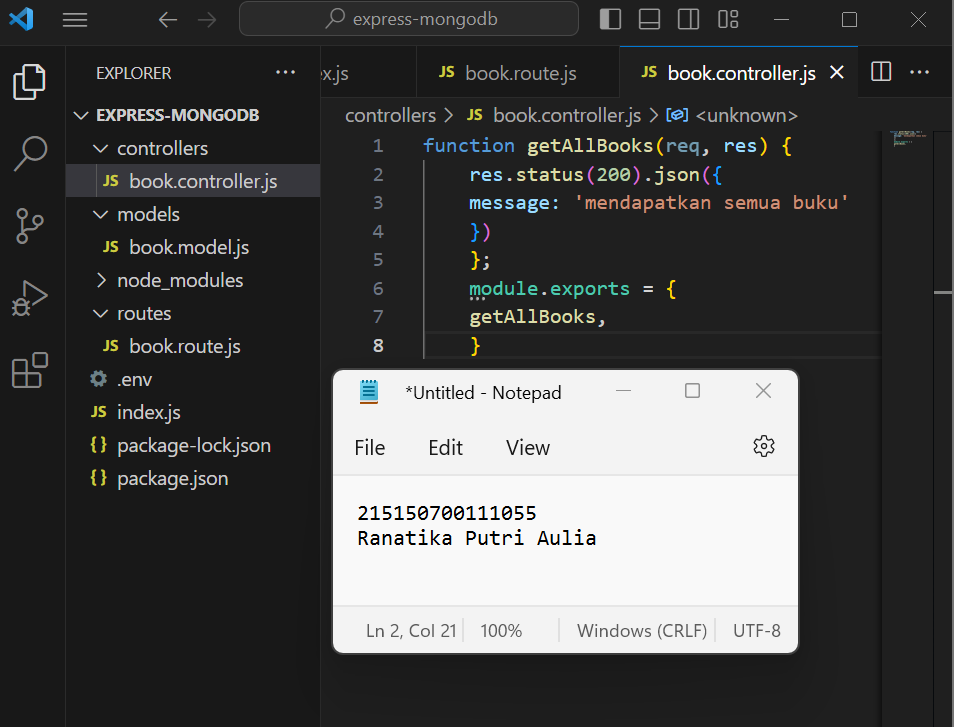 express-mongodb
EXPLORER
ex.js
JS book.route.js
JS book.controller.js
EXPRESS-MONGODB
controllers
JS book.controller.js
models
JS book.model.js
node_modules
routes
JS book.route.js
.env
JS index.js
{} package-lock.json
{} package.json
controllers > JS book.controller.js > <unknown>
1 function getAllBooks(req, res) {
2 res.status(200).json({
3 message: 'mendapatkan semua buku'
4 })
5 };
6 module.exports = {
7 getAllBooks,
8 }
*Untitled - Notepad
File Edit View
215150700111055
Ranatika Putri Aulia
Ln 2, Col 21 100% Windows (CRLF) UTF-8